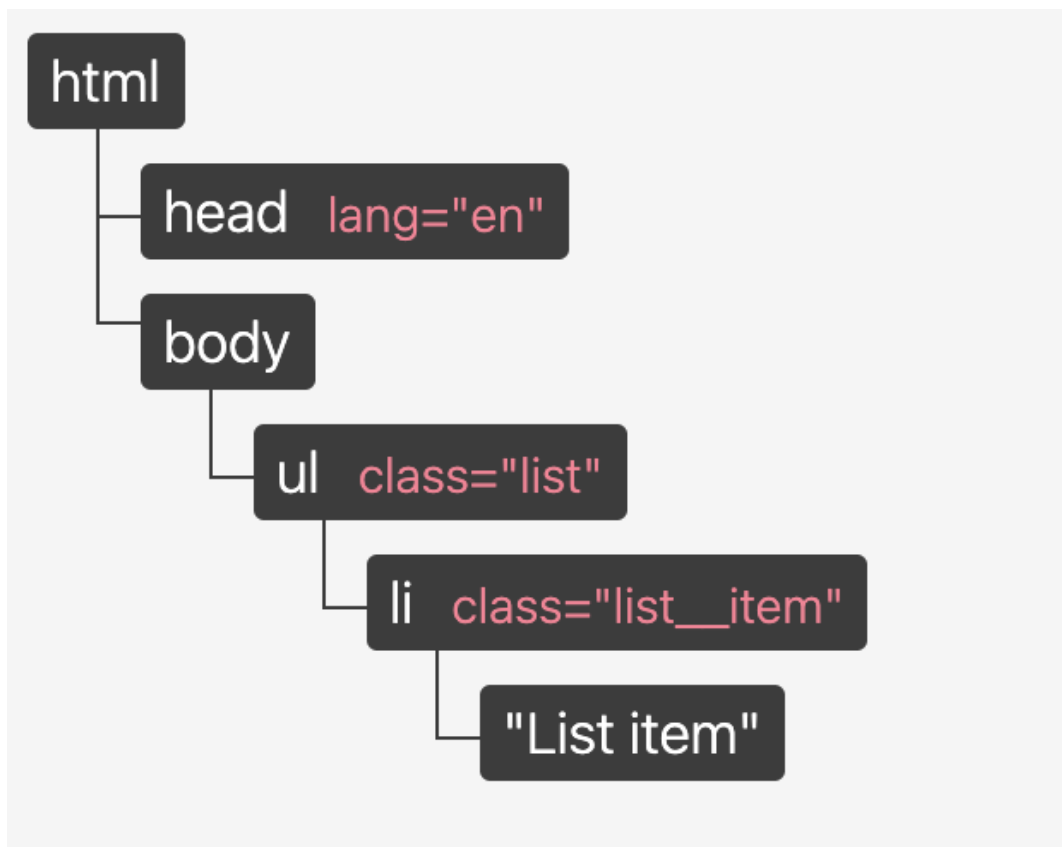 html
head lang="en"
body
ul class="list"
li class="list__item"
"List item"